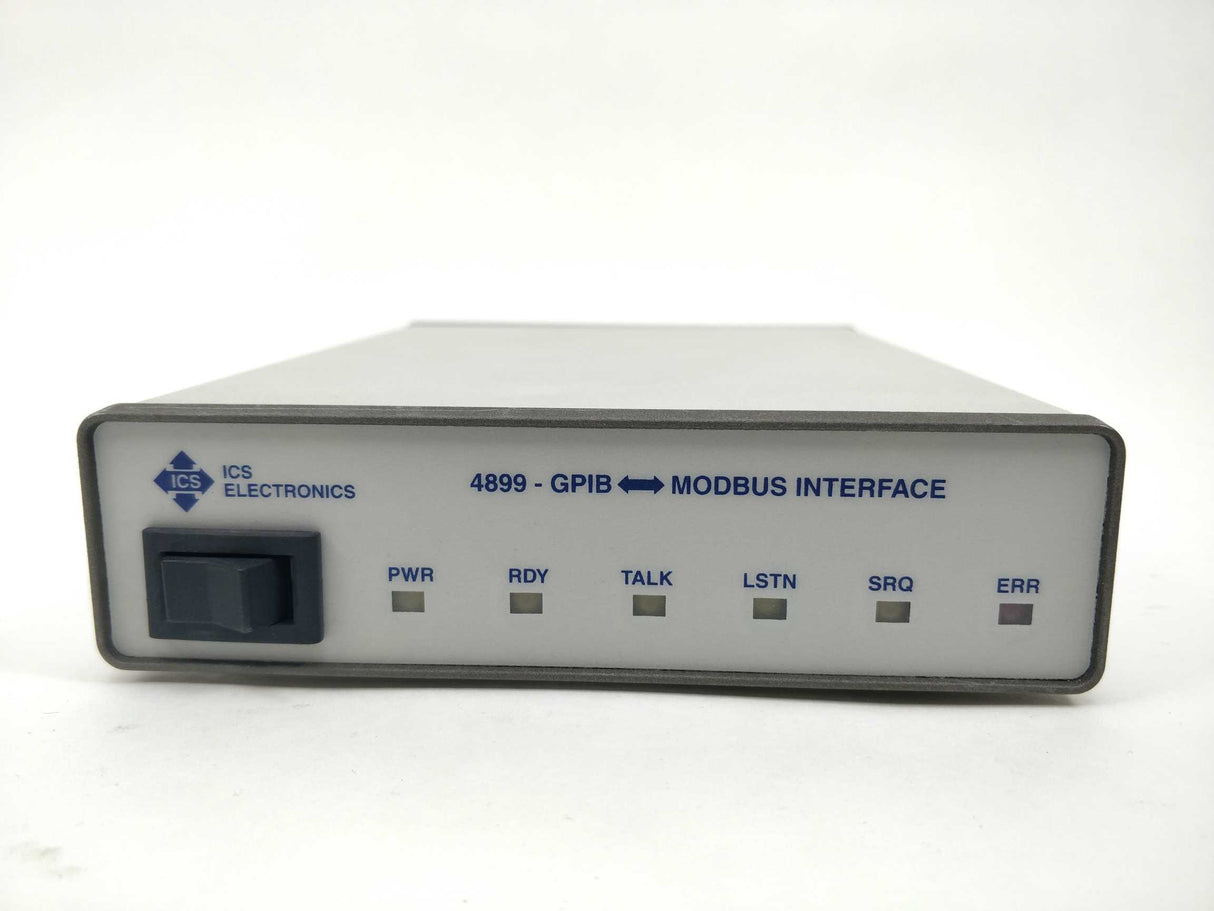 ICS
ICS
ELECTRONICS
4899 - GPIB ⟷ MODBUS INTERFACE
PWR RDY TALK LSTN SRQ ERR